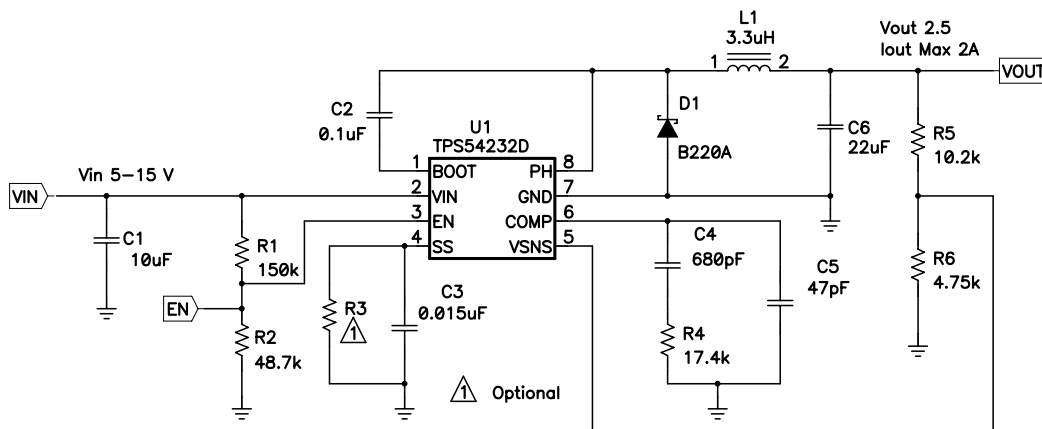 L1
3.3uH
1 2
Vout 2.5
Iout Max 2A
VOUT
C2
0.1uF
U1
TPS54232D
D1
B220A
C6
22uF
R5
10.2k
1 BOOT PH 8
2 VIN GND 7
3 EN COMP 6
4 SS VSNS 5
Vin 5-15 V
VIN
C1
10uF
R1
150k
EN
R2
48.7k
R3
1
C3
0.015uF
C4
680pF
C5
47pF
R4
17.4k
R6
4.75k
1 Optional